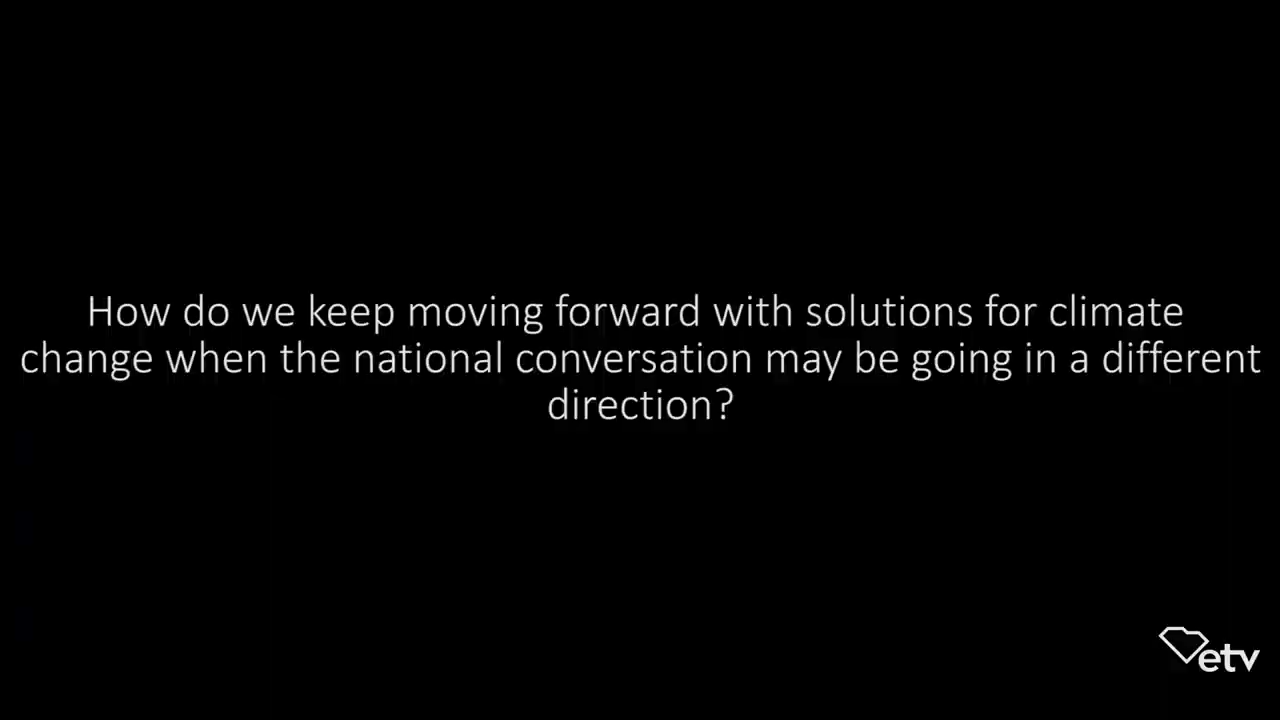 How do we keep moving forward with solutions for climate
change when the national conversation may be going in a different
direction?
etv